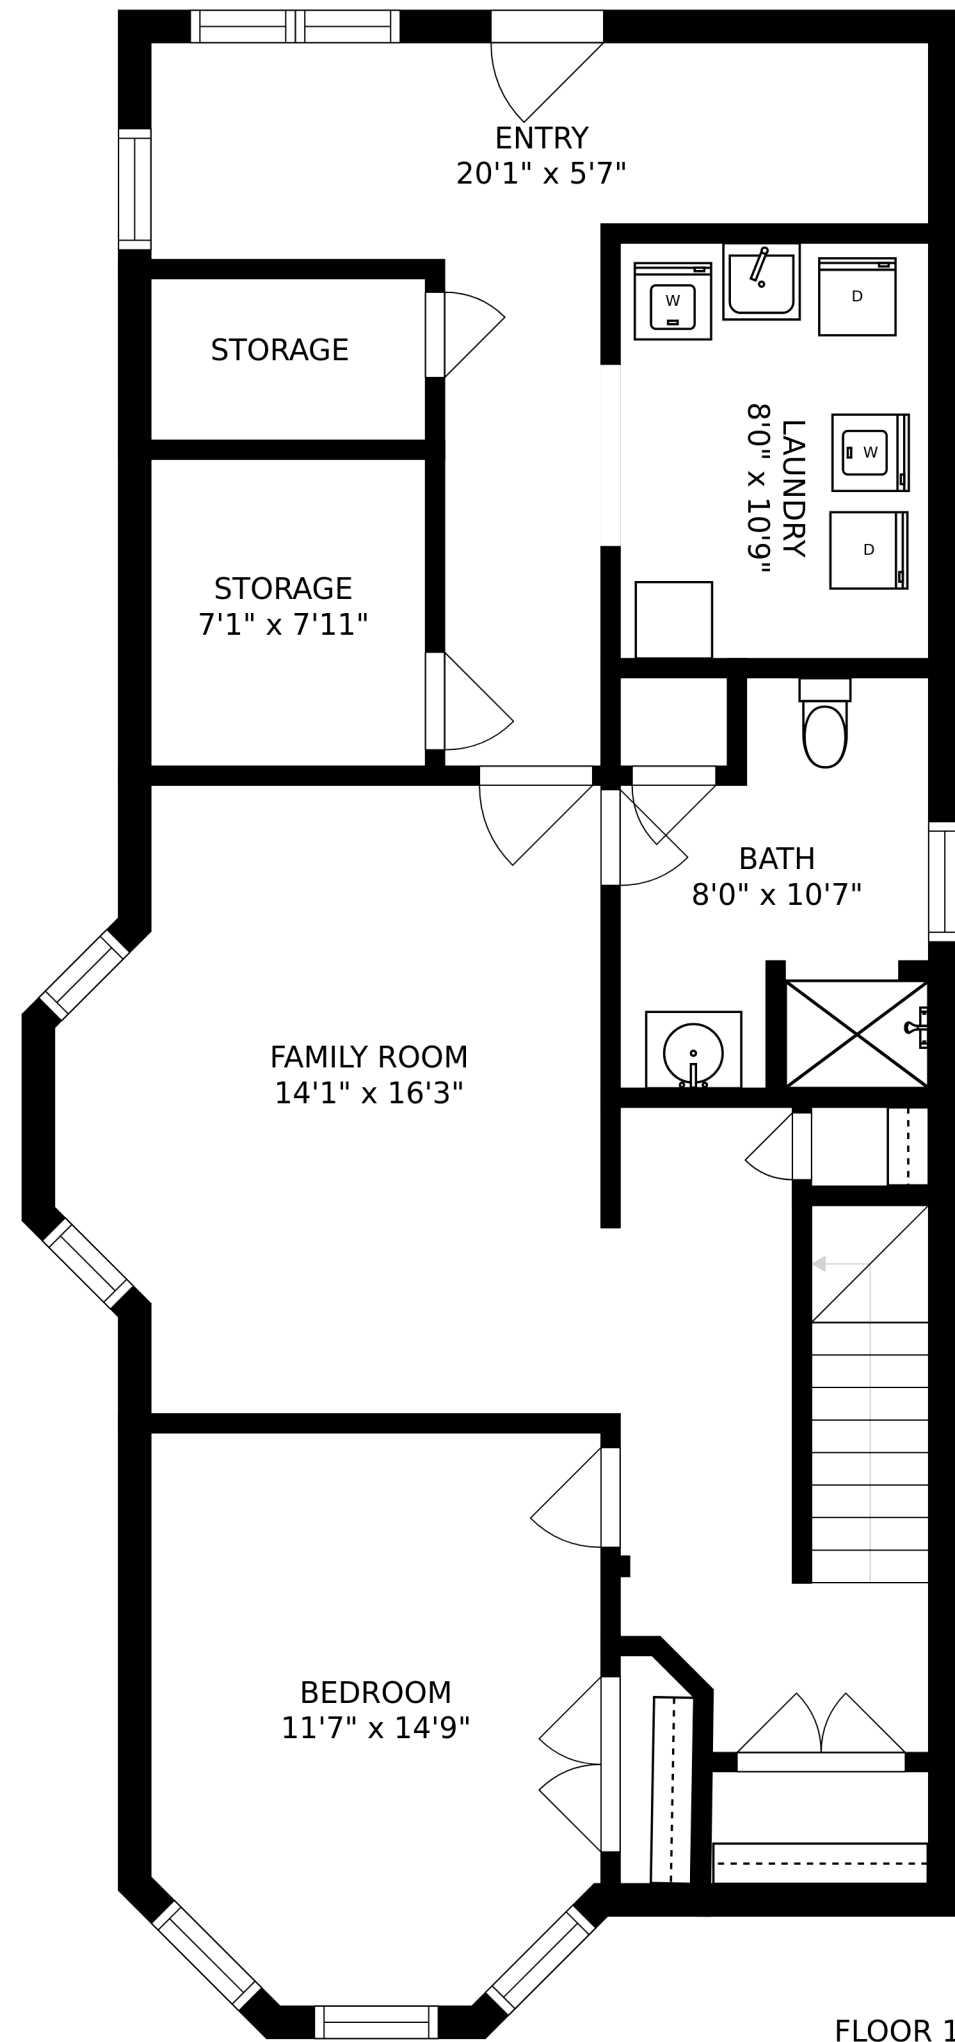 ENTRY
20'1" x 5'7"
W
D
STORAGE
LAUNDRY
8'0" x 10'9"
W
D
STORAGE
7'1" x 7'11"
BATH
8'0" x 10'7"
FAMILY ROOM
14'1" x 16'3"
BEDROOM
11'7" x 14'9"
FLOOR 1